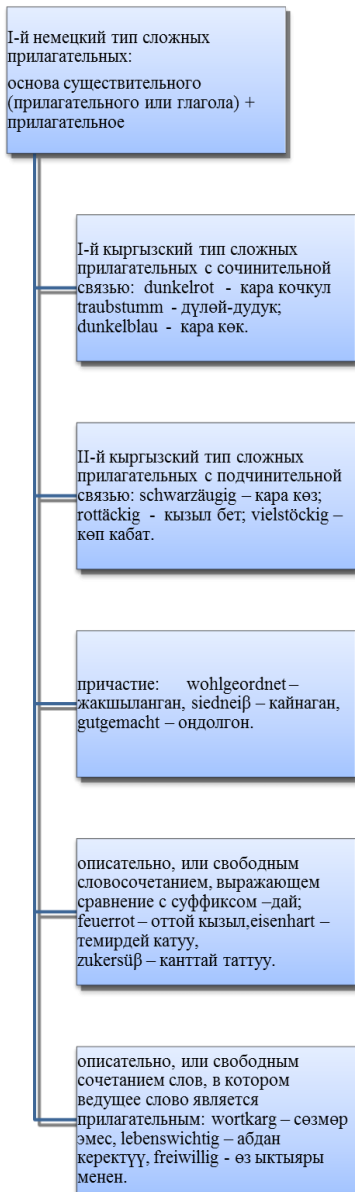 I-й немецкий тип сложных
прилагательных:
основа существительного
(прилагательного или глагола) +
прилагательное
I-й кыргызский тип сложных
прилагательных с сочинительной
связью: dunkelrot - кара кочкул
traubstumm - дүлөй-дудук;
dunkelblau - кара көк.
II-й кыргызский тип сложных
прилагательных с подчинительной
связью: schwarzäugig – кара көз;
rottäckig - кызыл бет; vielstöckig –
көп кабат.
причастие: wohlgeordnet –
жакшыланган, siedneiβ – кайнаган,
gutgemacht – оңдолгон.
описательно, или свободным
словосочетанием, выражающем
сравнение с суффиксом –дай;
feuerrot – оттой кызыл,eisenhart –
темирдей катуу,
zukersüβ – канттай таттуу.
описательно, или свободным
сочетанием слов, в котором
ведущее слово является
прилагательным: wortkarg – сөзмөр
эмес, lebenswichtig – абдан
керектүү, freiwillig - өз ыктыяры
менен.